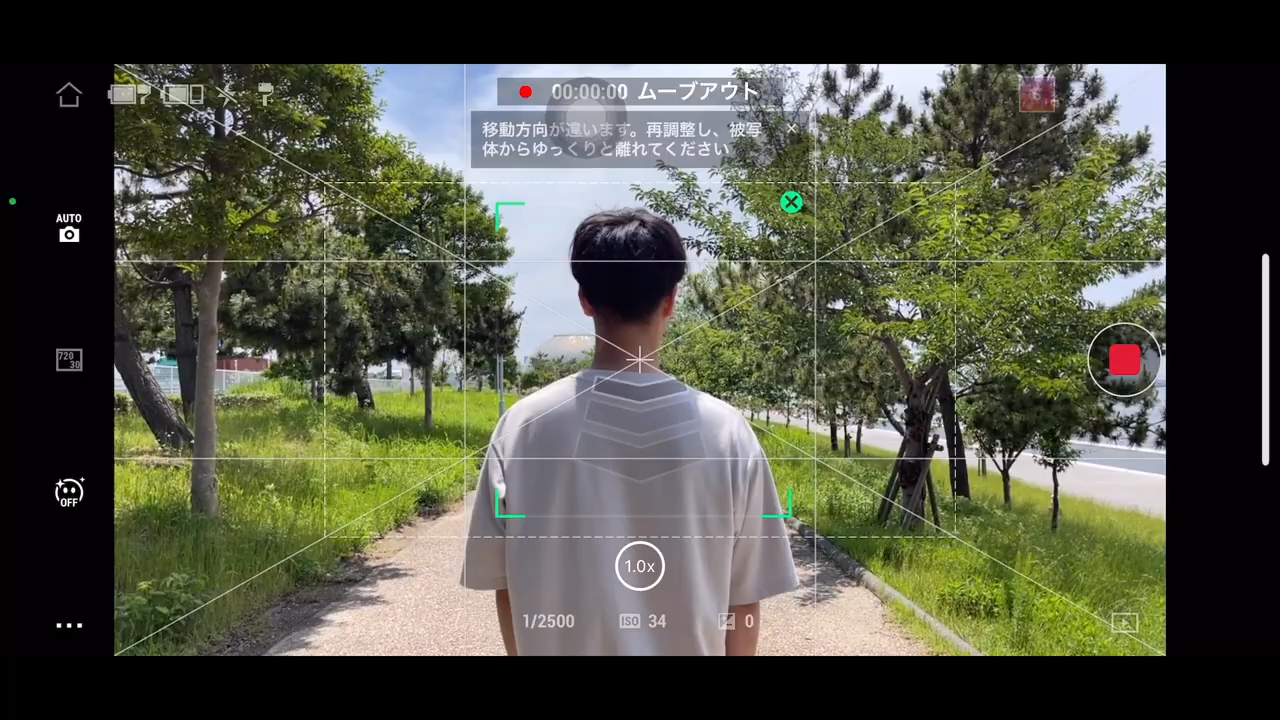 00:00:00 ムーブアウト
移動方向が違います。再調整し、被写
体からゆっくりと離れてください
AUTO
720
30
OFF
1.0x
1/2500 ISO 34 0